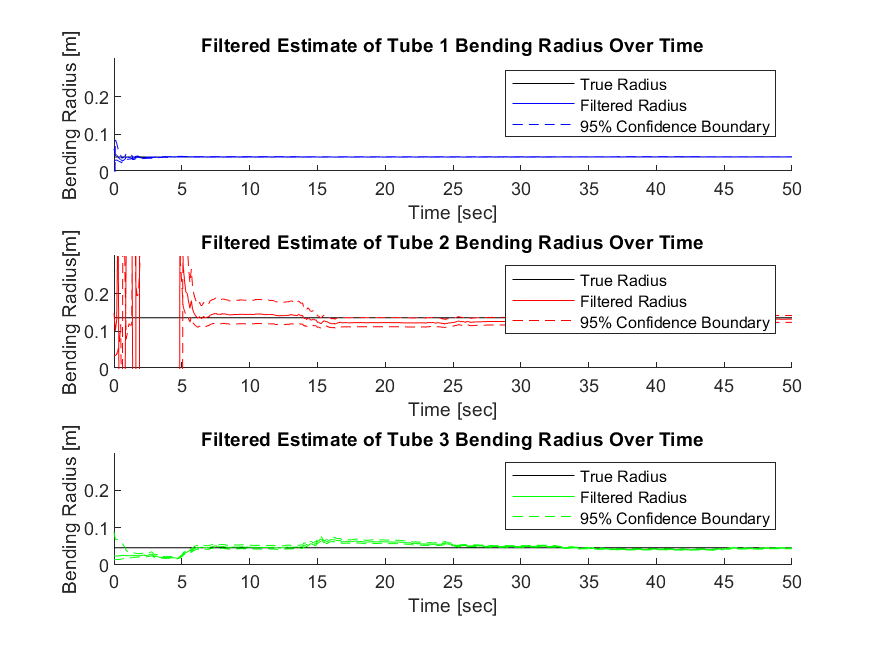 Filtered Estimate of Tube 1 Bending Radius Over Time
Bending Radius [m]
0.2
0.1
0
True Radius
Filtered Radius
95% Confidence Boundary
0 5 10 15 20 25 30 35 40 45 50
Time [sec]
Filtered Estimate of Tube 2 Bending Radius Over Time
Bending Radius[m]
0.2
0.1
0
True Radius
Filtered Radius
95% Confidence Boundary
0 5 10 15 20 25 30 35 40 45 50
Time [sec]
Filtered Estimate of Tube 3 Bending Radius Over Time
Bending Radius [m]
0.2
0.1
0
True Radius
Filtered Radius
95% Confidence Boundary
0 5 10 15 20 25 30 35 40 45 50
Time [sec]